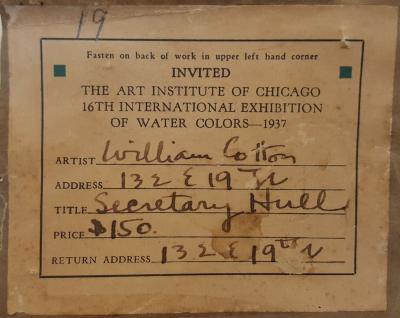 19
Fasten on back of work in upper left hand corner
INVITED
THE ART INSTITUTE OF CHICAGO
16TH INTERNATIONAL EXHIBITION
OF WATER COLORS—1937
ARTIST William Cotton
ADDRESS 132 E 19th
TITLE Secretary Hull
PRICE $150.
RETURN ADDRESS 132 E 19th